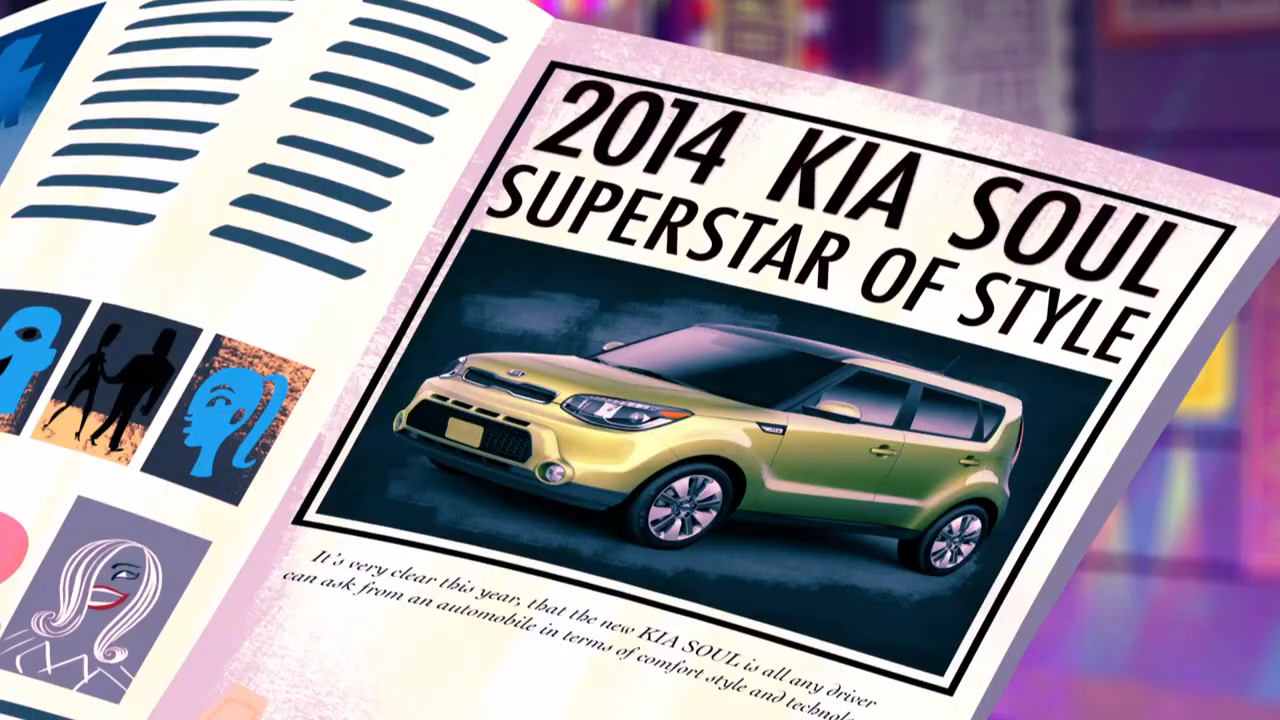 2014 KIA SOUL
SUPERSTAR OF STYLE
It's very clear this year, that the new KIA SOUL is all any driver
can ask from an automobile in terms of comfort style and